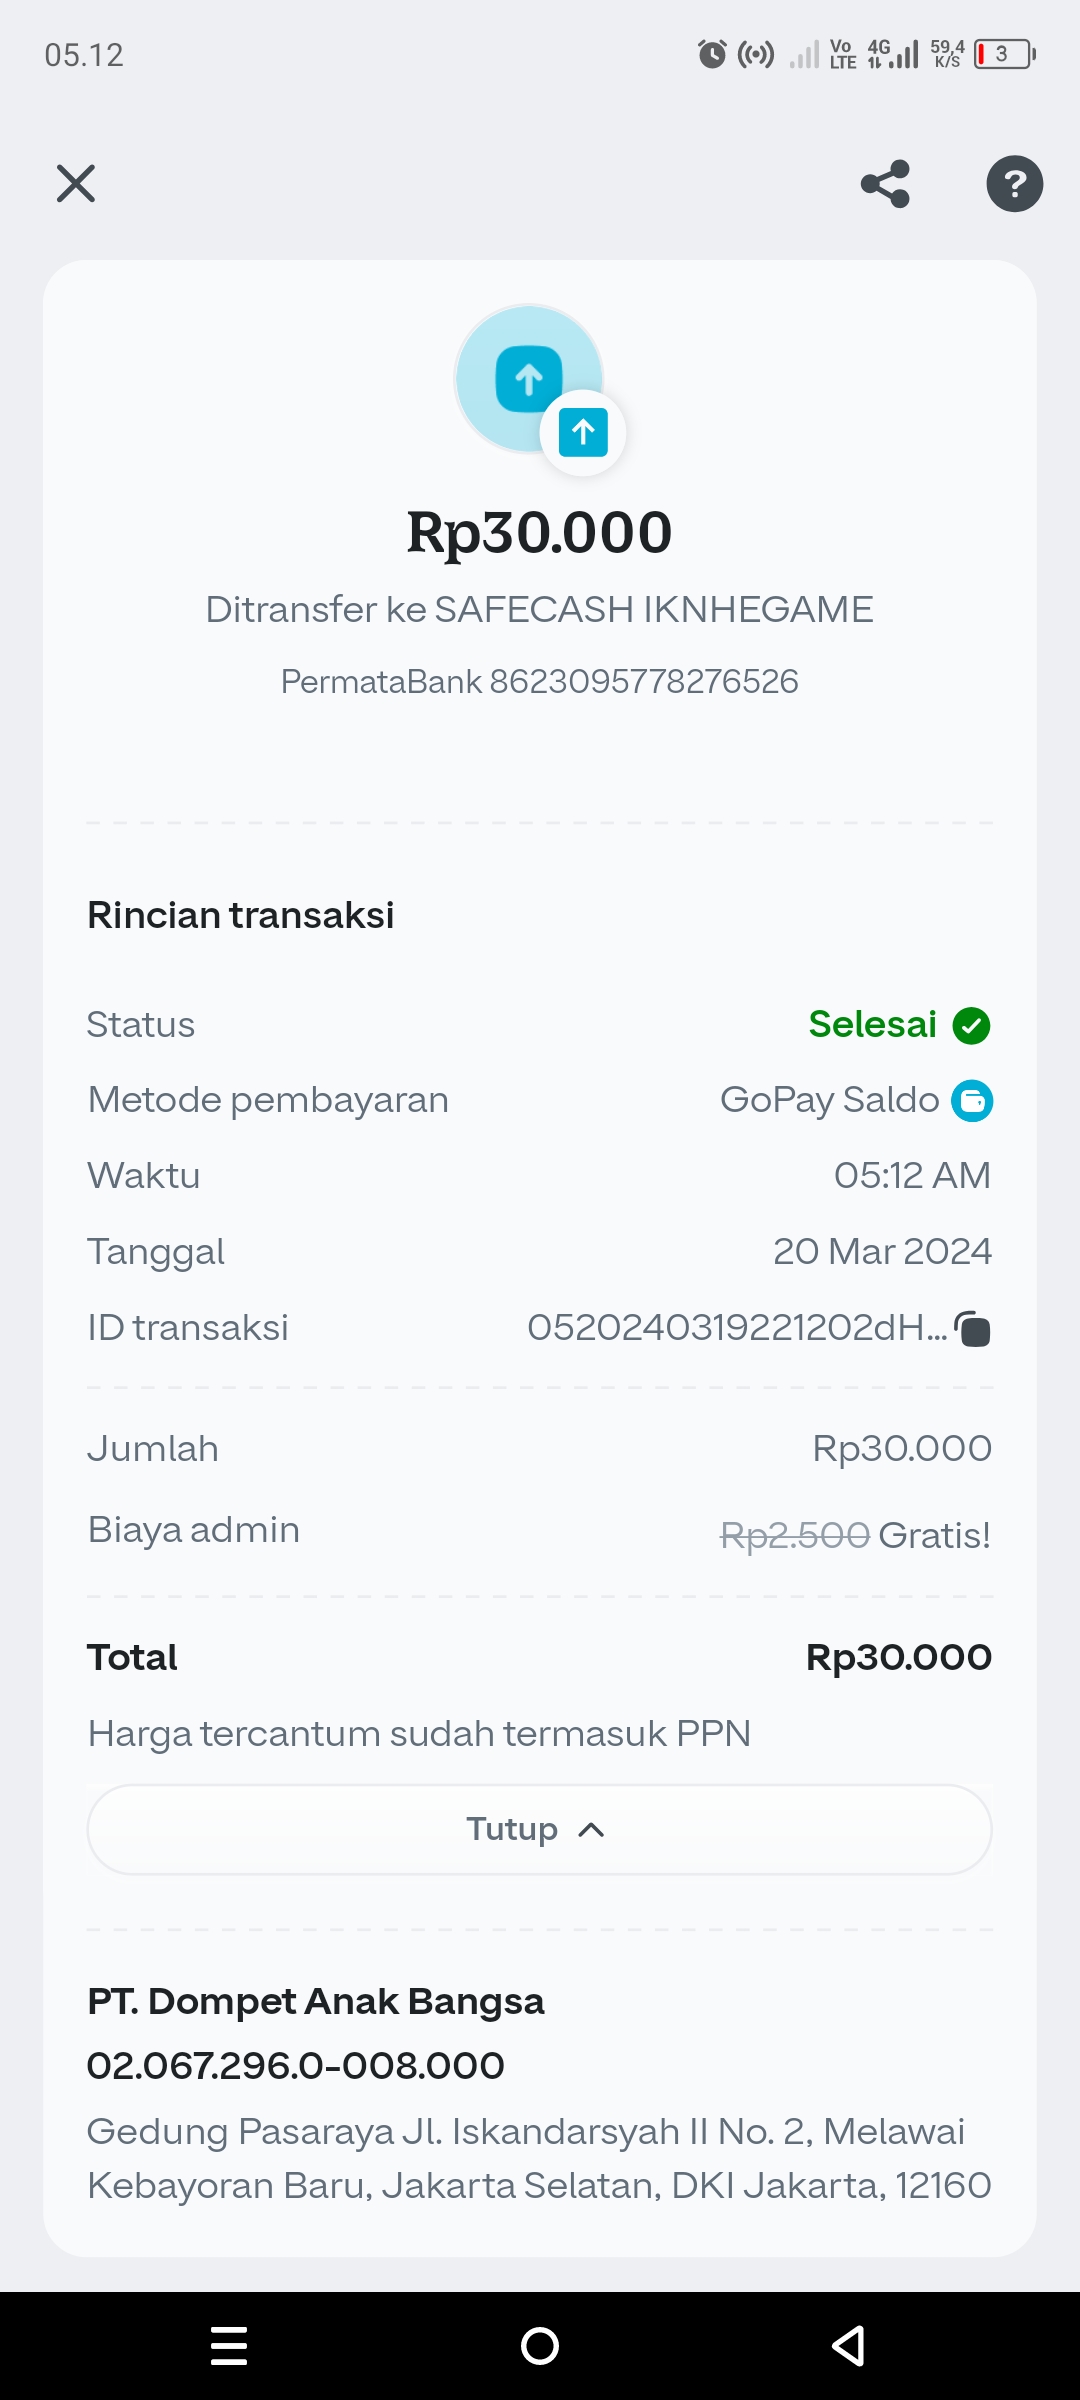 05.12
Vo LTE 4G 59,4 K/S 3
Rp30.000
Ditransfer ke SAFECASH IKNHEGAME
PermataBank 8623095778276526
Rincian transaksi
Status Selesai
Metode pembayaran GoPay Saldo
Waktu 05:12 AM
Tanggal 20 Mar 2024
ID transaksi 0520240319221202dH...
Jumlah Rp30.000
Biaya admin Rp2.500 Gratis!
Total Rp30.000
Harga tercantum sudah termasuk PPN
Tutup
PT. Dompet Anak Bangsa
02.067.296.0-008.000
Gedung Pasaraya Jl. Iskandarsyah II No. 2, Melawai
Kebayoran Baru, Jakarta Selatan, DKI Jakarta, 12160